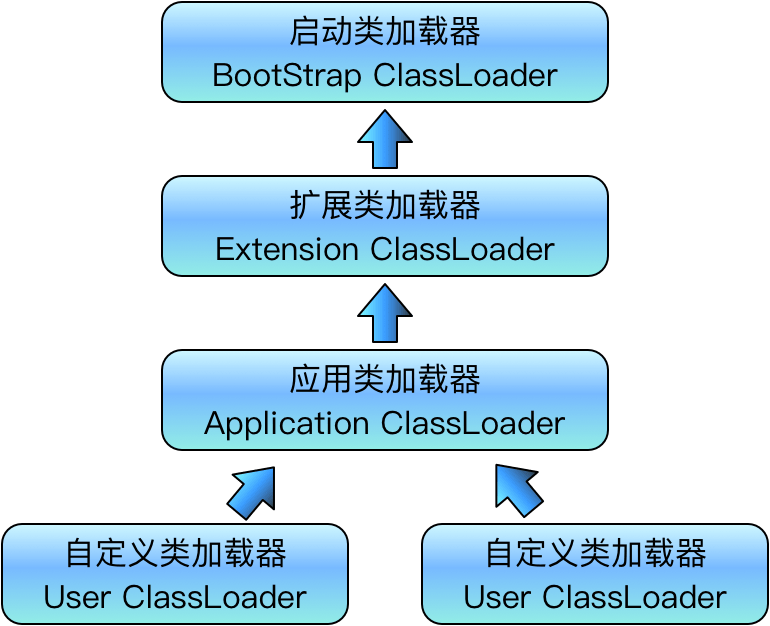 启动类加载器
BootStrap ClassLoader
扩展类加载器
Extension ClassLoader
应用类加载器
Application ClassLoader
自定义类加载器
User ClassLoader
自定义类加载器
User ClassLoader